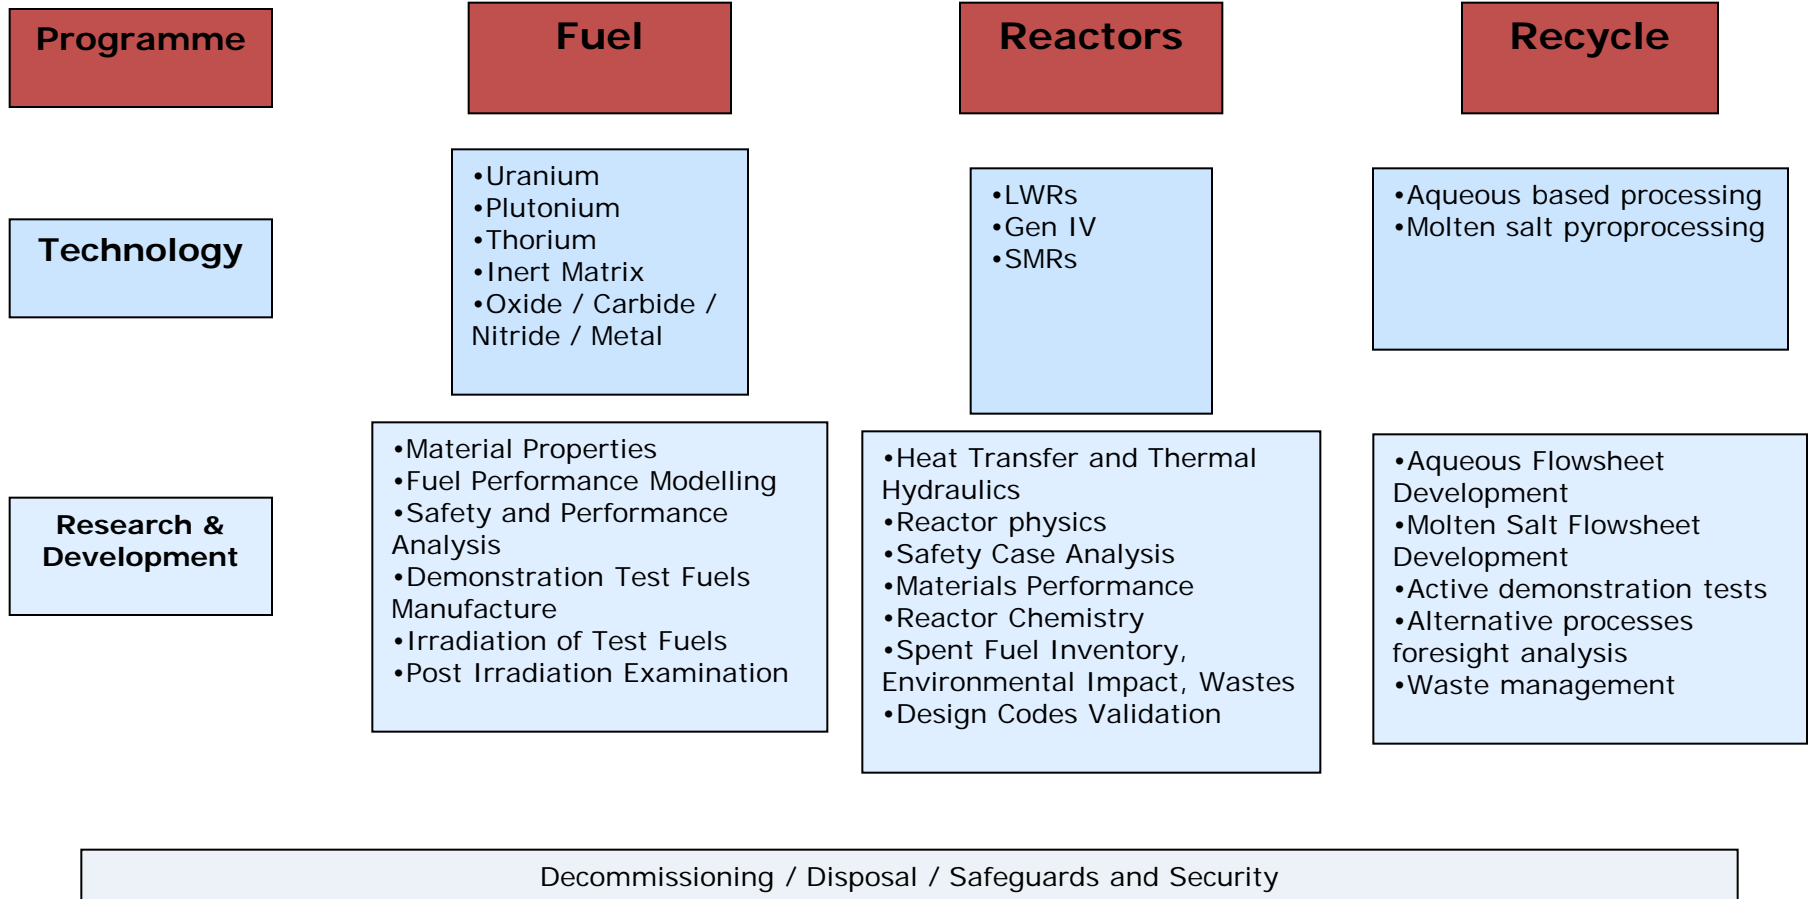 Programme
Fuel
Reactors
Recycle
Technology
•Uranium
•Plutonium
•Thorium
•Inert Matrix
•Oxide / Carbide /
Nitride / Metal
•LWRs
•Gen IV
•SMRs
•Aqueous based processing
•Molten salt pyroprocessing
Research &
Development
•Material Properties
•Fuel Performance Modelling
•Safety and Performance
Analysis
•Demonstration Test Fuels
Manufacture
•Irradiation of Test Fuels
•Post Irradiation Examination
•Heat Transfer and Thermal
Hydraulics
•Reactor physics
•Safety Case Analysis
•Materials Performance
•Reactor Chemistry
•Spent Fuel Inventory,
Environmental Impact, Wastes
•Design Codes Validation
•Aqueous Flowsheet
Development
•Molten Salt Flowsheet
Development
•Active demonstration tests
•Alternative processes
foresight analysis
•Waste management
Decommissioning / Disposal / Safeguards and Security